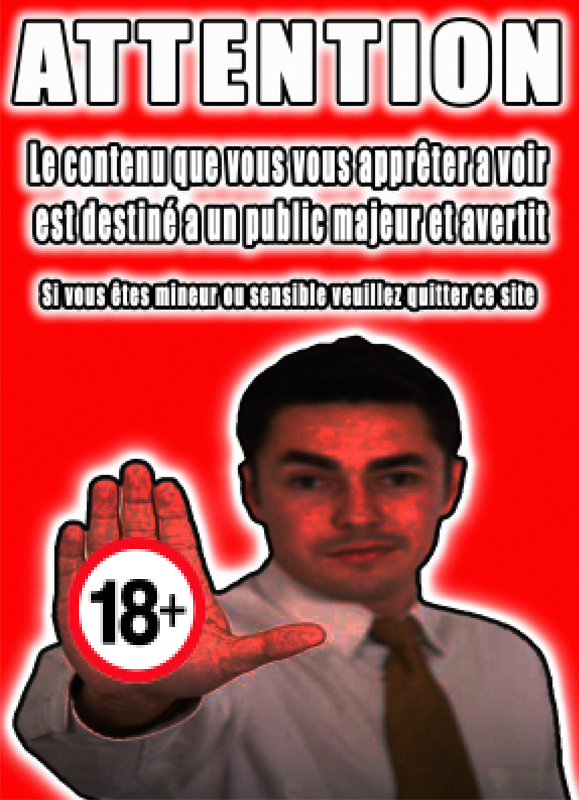 ATTENTION
Le contenu que vous vous apprêter a voir
est destiné a un public majeur et avertit
Si vous êtes mineur ou sensible veuillez quitter ce site
18+